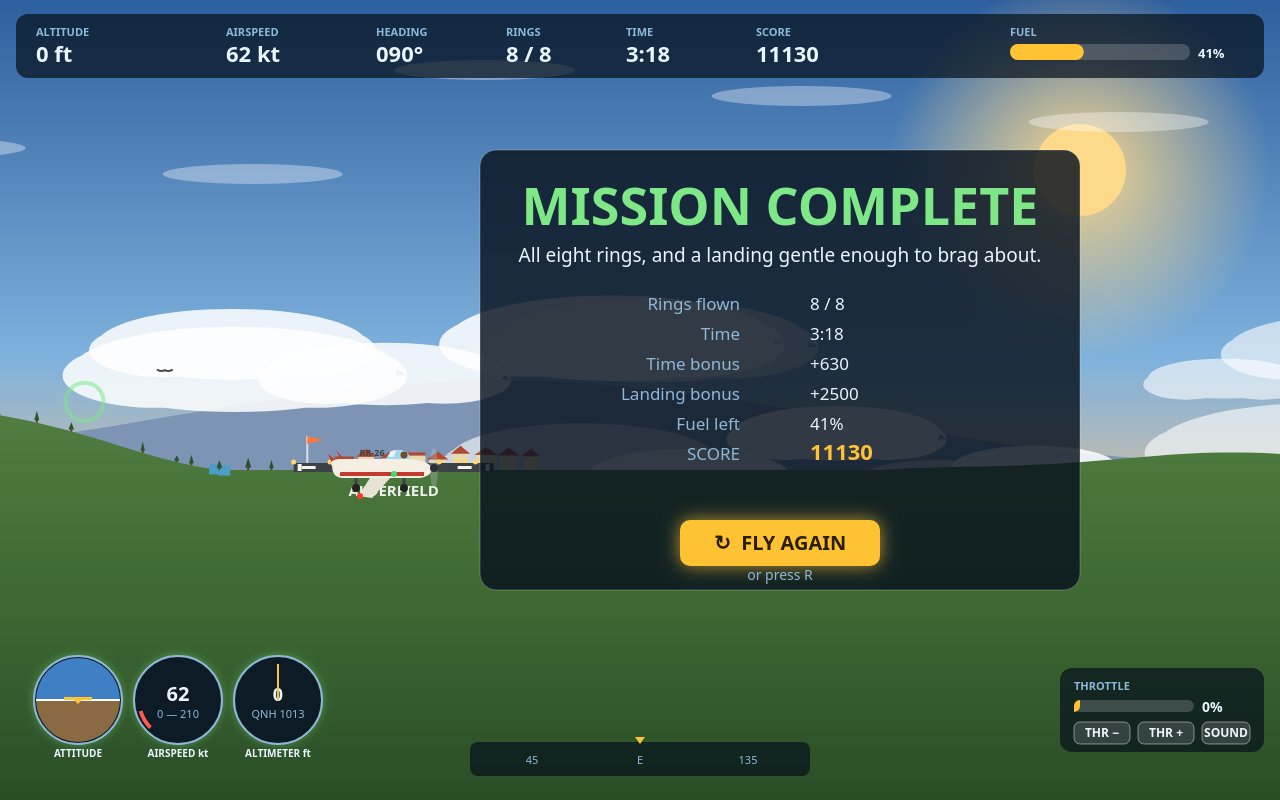 ALTITUDE AIRSPEED HEADING RINGS TIME SCORE FUEL
0 ft 62 kt 090° 8 / 8 3:18 11130 41%
MISSION COMPLETE
All eight rings, and a landing gentle enough to brag about.
Rings flown 8 / 8
Time 3:18
Time bonus +630
Landing bonus +2500
Fuel left 41%
SCORE 11130
↻ FLY AGAIN
or press R
62
0 — 210
0
QNH 1013
ATTITUDE AIRSPEED kt ALTIMETER ft
45 E 135
THROTTLE
0%
THR − THR + SOUND